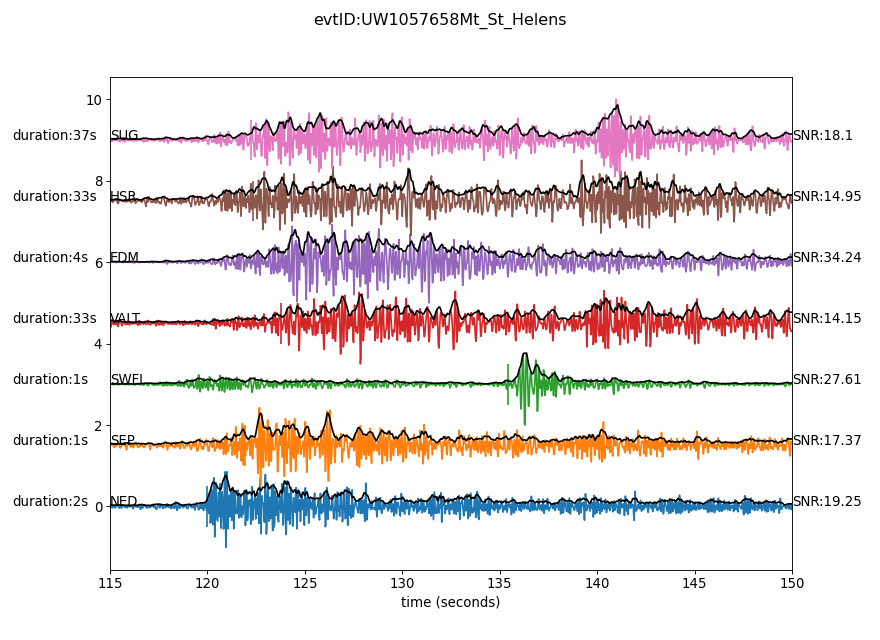 evtID:UW1057658Mt_St_Helens
10
duration:37s SUG SNR:18.1
8
duration:33s HSR SNR:14.95
duration:4s EDM SNR:34.24
6
duration:33s VALT SNR:14.15
4
duration:1s SWFL SNR:27.61
2
duration:1s SEP SNR:17.37
duration:2s NED SNR:19.25
0
115 120 125 130 135 140 145 150
time (seconds)